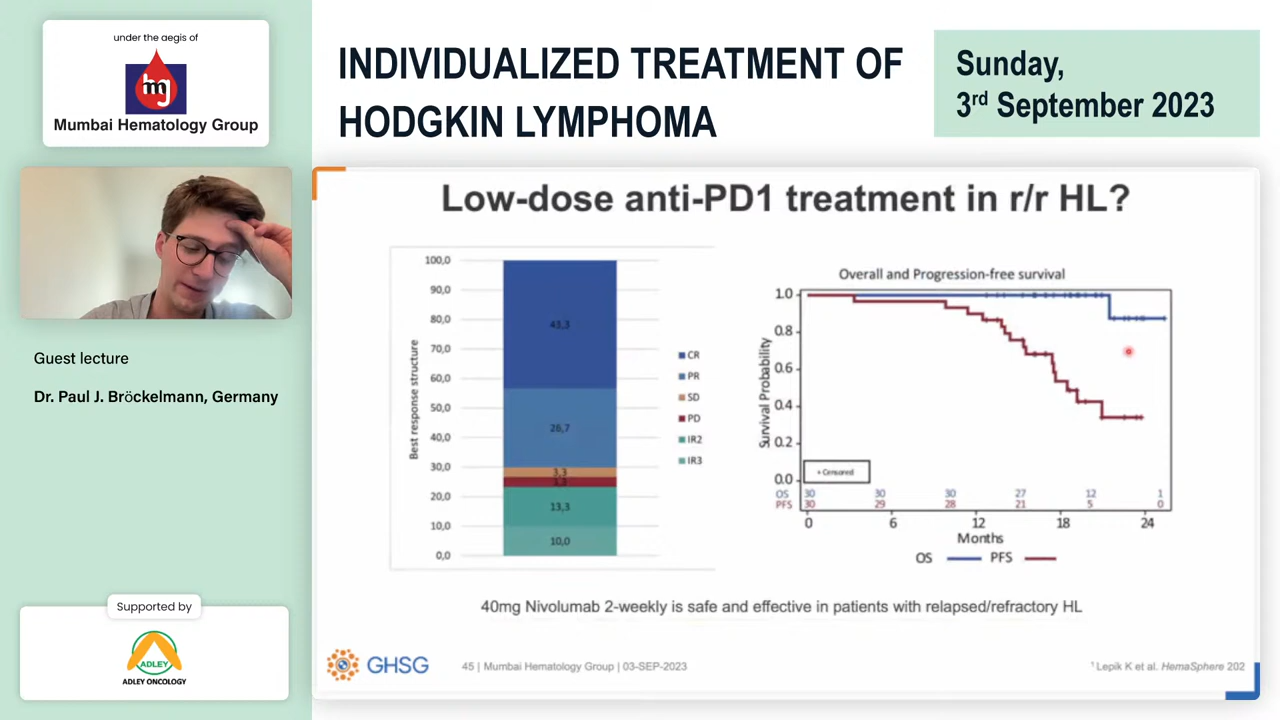 under the aegis of
mg
Mumbai Hematology Group
INDIVIDUALIZED TREATMENT OF
HODGKIN LYMPHOMA
Sunday,
3rd September 2023
Guest lecture
Dr. Paul J. Bröckelmann, Germany
Supported by
ADLEY
ADLEY ONCOLOGY
Low-dose anti-PD1 treatment in r/r HL?
Best response structure
100,0
90,0
80,0
70,0
60,0
50,0
40,0
30,0
20,0
10,0
0,0
43,3
26,7
3,3
3,3
13,3
10,0
CR
PR
SD
PD
IR2
IR3
Overall and Progression-free survival
Survival Probability
1.0
0.8
0.6
0.4
0.2
0.0
+ Censored
OS 30 30 30 27 12 1
PFS 30 29 28 21 5 0
0 6 12 18 24
Months
OS PFS
40mg Nivolumab 2-weekly is safe and effective in patients with relapsed/refractory HL
GHSG
45 | Mumbai Hematology Group | 03-SEP-2023
1 Lepik K et al. HemaSphere 202